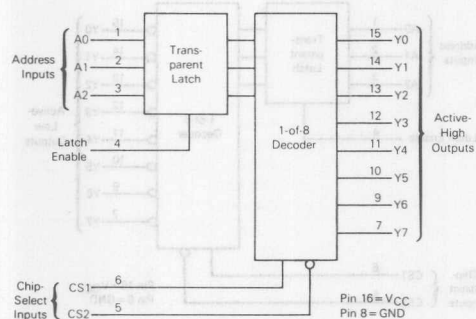 Address
Inputs
A0
1
A1
2
A2
3
Latch
Enable
4
Trans-
parent
Latch
1-of-8
Decoder
15
Y0
14
Y1
13
Y2
12
Y3
11
Y4
10
Y5
9
Y6
7
Y7
Active-
High
Outputs
Chip-
Select
Inputs
CS1
6
CS2
5
Pin 16 = VCC
Pin 8 = GND